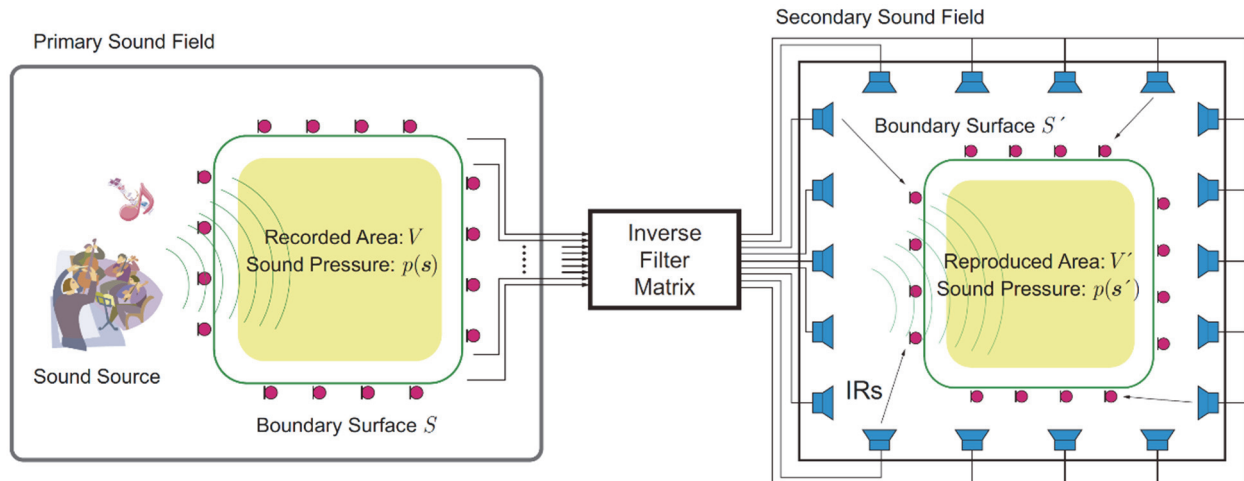 Primary Sound Field
Recorded Area: V
Sound Pressure: p(s)
Sound Source
Boundary Surface S
Inverse
Filter
Matrix
Secondary Sound Field
Boundary Surface S´
Reproduced Area: V´
Sound Pressure: p(s´)
IRs